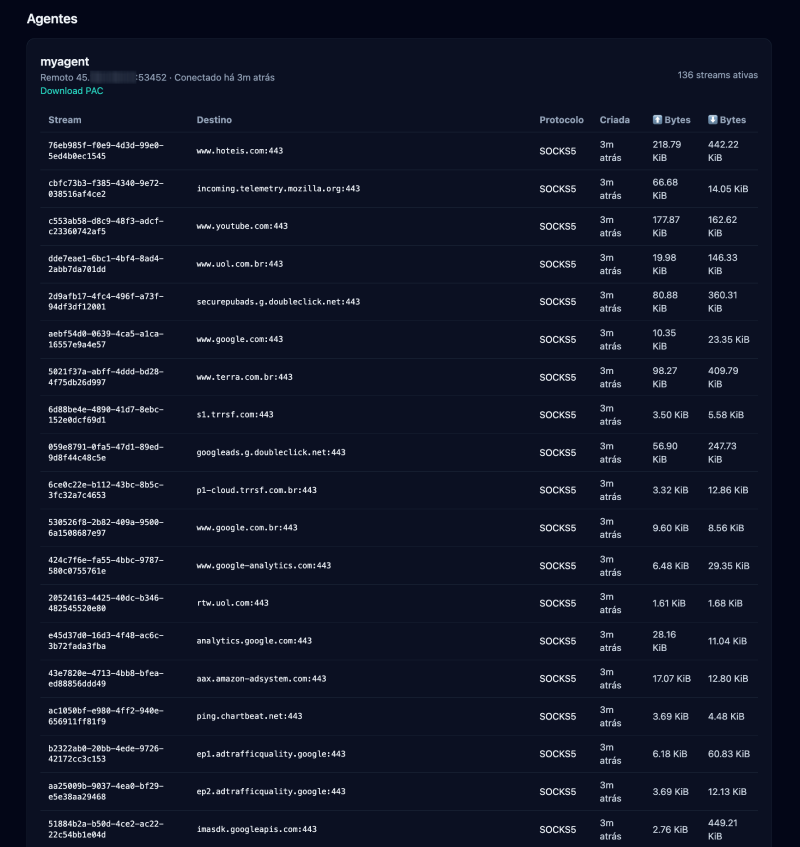 Agentes
myagent
Remoto 45. :53452 · Conectado há 3m atrás
136 streams ativas
Download PAC
Stream Destino Protocolo Criada ⬆ Bytes ⬇ Bytes
76eb985f-f0e9-4d3d-99e0-5ed4b0ec1545 www.hoteis.com:443 SOCKS5 3m atrás 218.79 KiB 442.22 KiB
cbfc73b3-f385-4340-9e72-038516af4ce2 incoming.telemetry.mozilla.org:443 SOCKS5 3m atrás 66.68 KiB 14.05 KiB
c553ab58-d8c9-48f3-adcf-c23360742af5 www.youtube.com:443 SOCKS5 3m atrás 177.87 KiB 162.62 KiB
dde7eae1-6bc1-4bf4-8ad4-2abb7da701dd www.uol.com.br:443 SOCKS5 3m atrás 19.98 KiB 146.33 KiB
2d9afb17-4fc4-496f-a73f-94df3df12001 securepubads.g.doubleclick.net:443 SOCKS5 3m atrás 80.88 KiB 360.31 KiB
aebf54d0-0639-4ca5-a1ca-16557e9a4e57 www.google.com:443 SOCKS5 3m atrás 10.35 KiB 23.35 KiB
5021f37a-abff-4ddd-bd28-4f75db26d997 www.terra.com.br:443 SOCKS5 3m atrás 98.27 KiB 409.79 KiB
6d88be4e-4890-41d7-8ebc-152e0dcf69d1 s1.trrsf.com:443 SOCKS5 3m atrás 3.50 KiB 5.58 KiB
059e8791-0fa5-47d1-89ed-9d8f44c48c5e googleads.g.doubleclick.net:443 SOCKS5 3m atrás 56.90 KiB 247.73 KiB
6ce0c22e-b112-43bc-8b5c-3fc32a7c4653 p1-cloud.trrsf.com.br:443 SOCKS5 3m atrás 3.32 KiB 12.86 KiB
530526f8-2b82-409a-9500-6a1508687e97 www.google.com.br:443 SOCKS5 3m atrás 9.60 KiB 8.56 KiB
424c7f6e-fa55-4bbc-9787-580c0755761e www.google-analytics.com:443 SOCKS5 3m atrás 6.48 KiB 29.35 KiB
20524163-4425-40dc-b346-482545520e80 rtw.uol.com:443 SOCKS5 3m atrás 1.61 KiB 1.68 KiB
e45d37d0-16d3-4f48-ac6c-3b72fada3fba analytics.google.com:443 SOCKS5 3m atrás 28.16 KiB 11.04 KiB
43e7820e-4713-4bb8-bfea-ed88856ddd49 aax.amazon-adsystem.com:443 SOCKS5 3m atrás 17.07 KiB 12.80 KiB
ac1050bf-e980-4ff2-940e-656911ff81f9 ping.chartbeat.net:443 SOCKS5 3m atrás 3.69 KiB 4.48 KiB
b2322ab0-20bb-4ede-9726-42172cc3c153 ep1.adtrafficquality.google:443 SOCKS5 3m atrás 6.18 KiB 60.83 KiB
aa25009b-9037-4ea0-bf29-e5e38aa29468 ep2.adtrafficquality.google:443 SOCKS5 3m atrás 3.69 KiB 12.13 KiB
51884b2a-b50d-4ce2-ac22-22c54bb1e04d imasdk.googleapis.com:443 SOCKS5 3m atrás 2.76 KiB 449.21 KiB